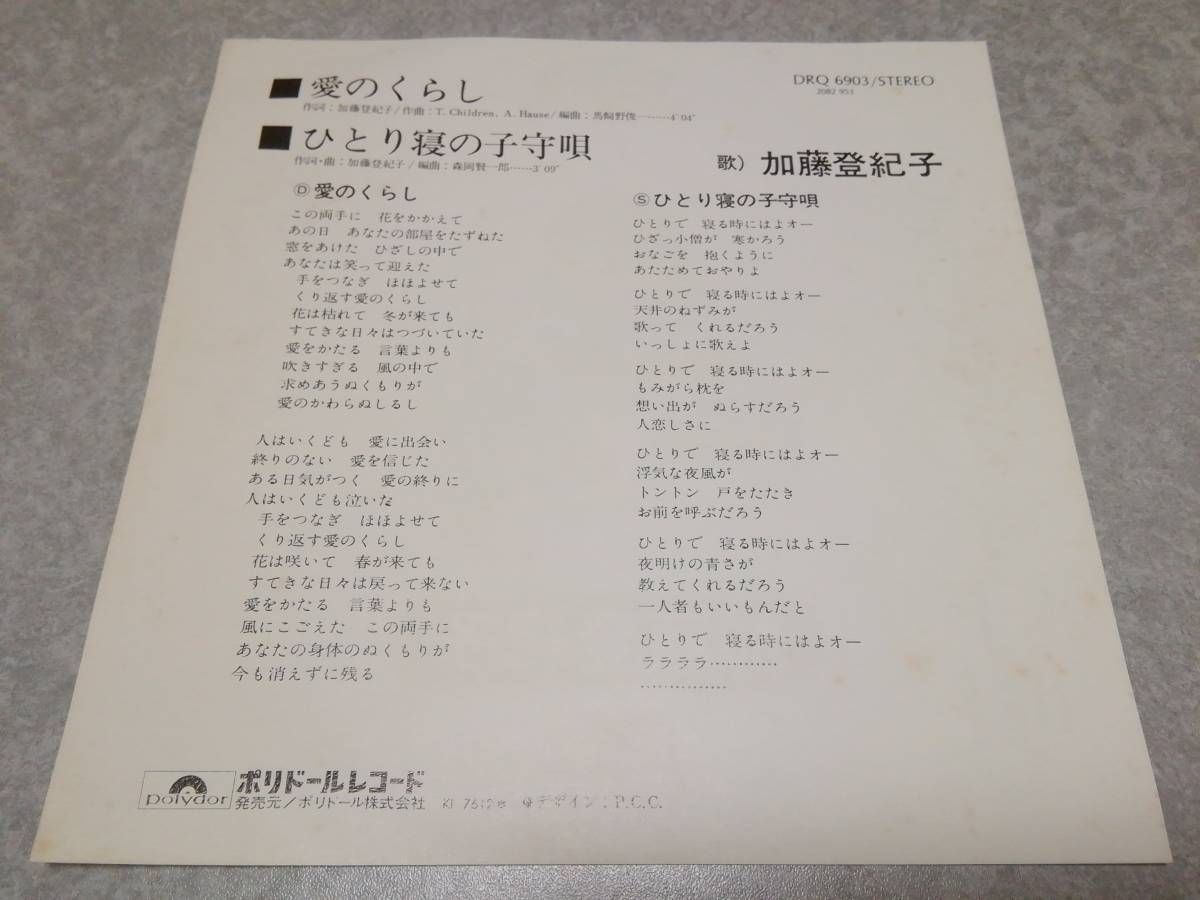 ■ 愛のくらし
作詞：加藤登紀子/作曲：T. Children, A. Hause/編曲：馬飼野俊一………4'04"
■ ひとり寝の子守唄
作詞・曲：加藤登紀子／編曲：森岡賢一郎……3'09"
DRQ 6903/STEREO
2082 953
歌）加藤登紀子
Ⓓ 愛のくらし
この両手に　花をかかえて
あの日　あなたの部屋をたずねた
窓をあけた　ひざしの中で
あなたは笑って迎えた
手をつなぎ　ほほよせて
くり返す愛のくらし
花は枯れて　冬が来ても
すてきな日々はつづいていた
愛をかたる　言葉よりも
吹きすぎる　風の中で
求めあうぬくもりが
愛のかわらぬしるし
人はいくども　愛に出会い
終りのない　愛を信じた
ある日気がつく　愛の終りに
人はいくども泣いた
手をつなぎ　ほほよせて
くり返す愛のくらし
花は咲いて　春が来ても
すてきな日々は戻って来ない
愛をかたる　言葉よりも
風にこごえた　この両手に
あなたの身体のぬくもりが
今も消えずに残る
Ⓢ ひとり寝の子守唄
ひとりで　寝る時にはよオー
ひざっ小僧が　寒かろう
おなごを　抱くように
あたためておやりよ
ひとりで　寝る時にはよオー
天井のねずみが
歌って　くれるだろう
いっしょに歌えよ
ひとりで　寝る時にはよオー
もみがら枕を
想い出が　ぬらすだろう
人恋しさに
ひとりで　寝る時にはよオー
浮気な夜風が
トントン　戸をたたき
お前を呼ぶだろう
ひとりで　寝る時にはよオー
夜明けの青さが
教えてくれるだろう
一人者もいいもんだと
ひとりで　寝る時にはよオー
ララララ…………
……………
polydor
ポリドールレコード
発売元／ポリドール株式会社　KI 7612　デザイン：P.C.C.